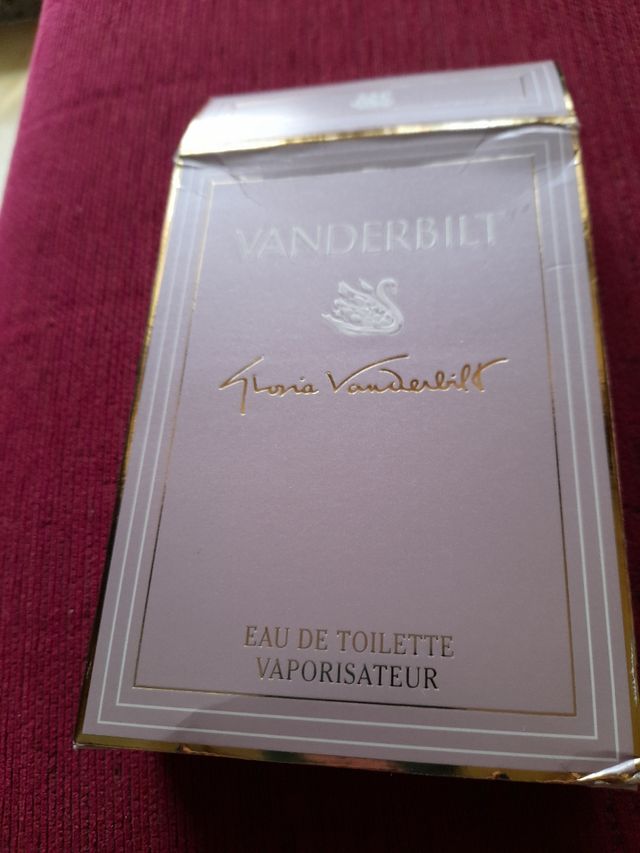 VANDERBILT
Gloria Vanderbilt
EAU DE TOILETTE
VAPORISATEUR